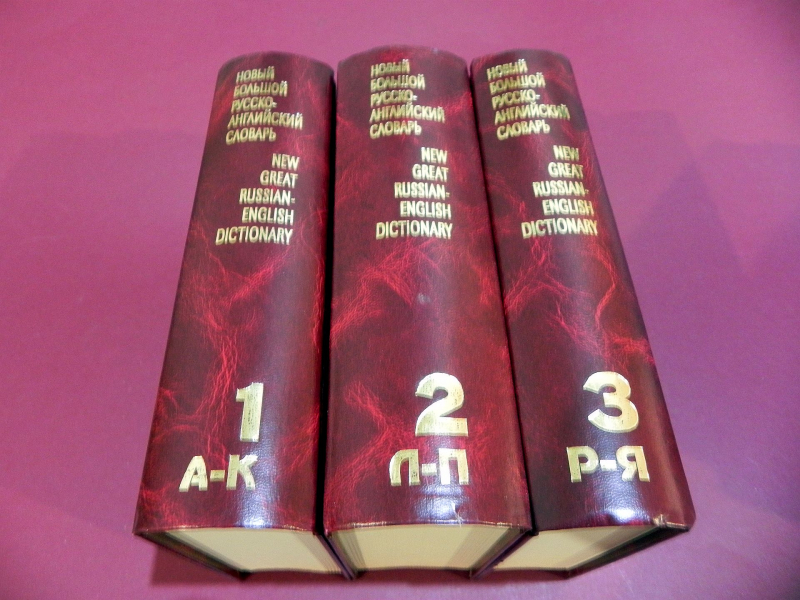 НОВЫЙ
БОЛЬШОЙ
РУССКО-
АНГЛИЙСКИЙ
СЛОВАРЬ
NEW
GREAT
RUSSIAN-
ENGLISH
DICTIONARY
1
А-К
НОВЫЙ
БОЛЬШОЙ
РУССКО-
АНГЛИЙСКИЙ
СЛОВАРЬ
NEW
GREAT
RUSSIAN-
ENGLISH
DICTIONARY
2
Л-П
НОВЫЙ
БОЛЬШОЙ
РУССКО-
АНГЛИЙСКИЙ
СЛОВАРЬ
NEW
GREAT
RUSSIAN-
ENGLISH
DICTIONARY
3
Р-Я